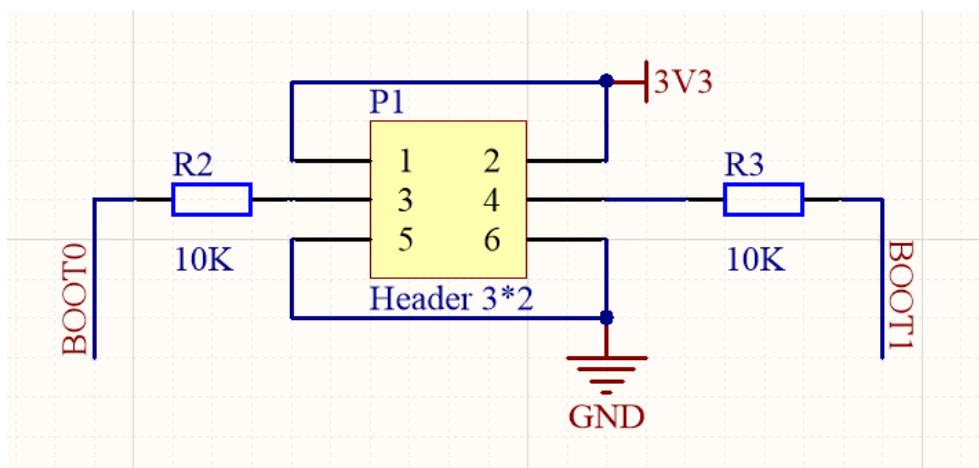 3V3
P1
R2
1 2
R3
3 4
5 6
10K
10K
BOOT0
BOOT1
Header 3*2
GND